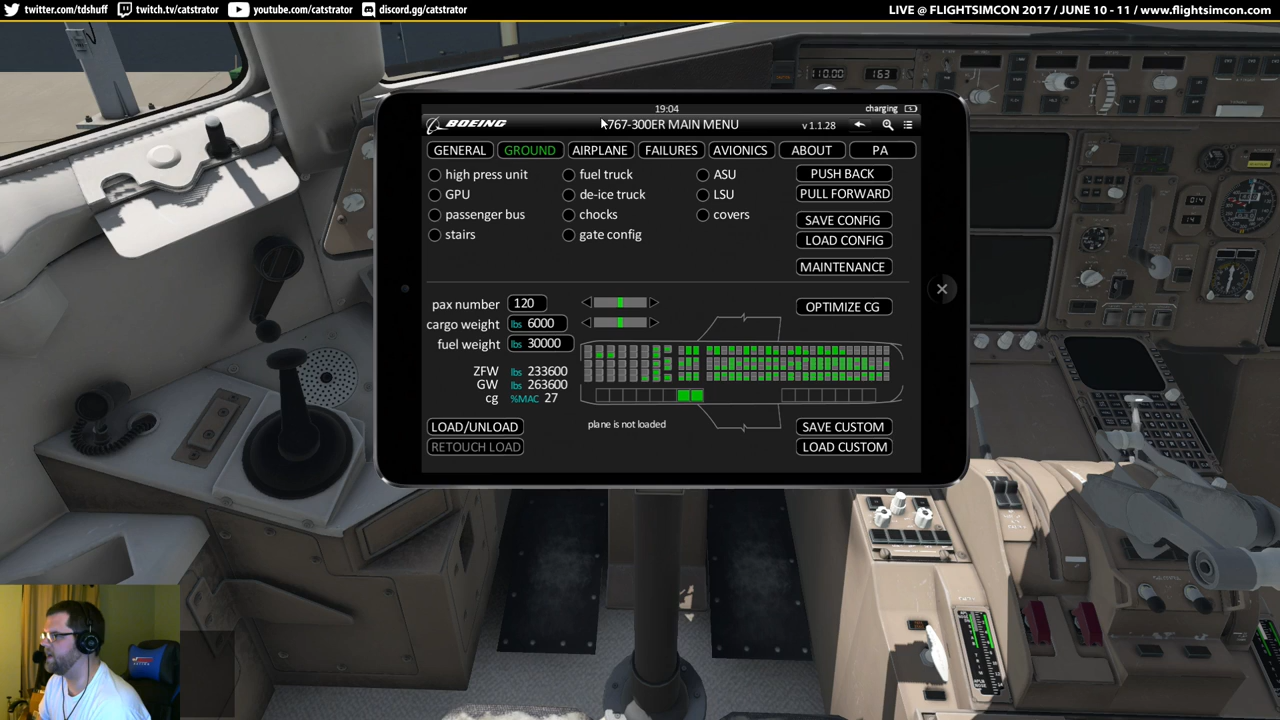 twitter.com/tdshuff twitch.tv/catstrator youtube.com/catstrator discord.gg/catstrator LIVE @ FLIGHTSIMCON 2017 / JUNE 10 - 11 / www.flightsimcon.com
110.00 163
19:04 charging
BOEING 767-300ER MAIN MENU v 1.1.28
GENERAL GROUND AIRPLANE FAILURES AVIONICS ABOUT PA
high press unit fuel truck ASU PUSH BACK
GPU de-ice truck LSU PULL FORWARD
passenger bus chocks covers SAVE CONFIG
stairs gate config LOAD CONFIG
MAINTENANCE
pax number 120 OPTIMIZE CG
cargo weight lbs 6000
fuel weight lbs 30000
ZFW lbs 233600
GW lbs 263600
cg %MAC 27
LOAD/UNLOAD plane is not loaded SAVE CUSTOM
RETOUCH LOAD LOAD CUSTOM